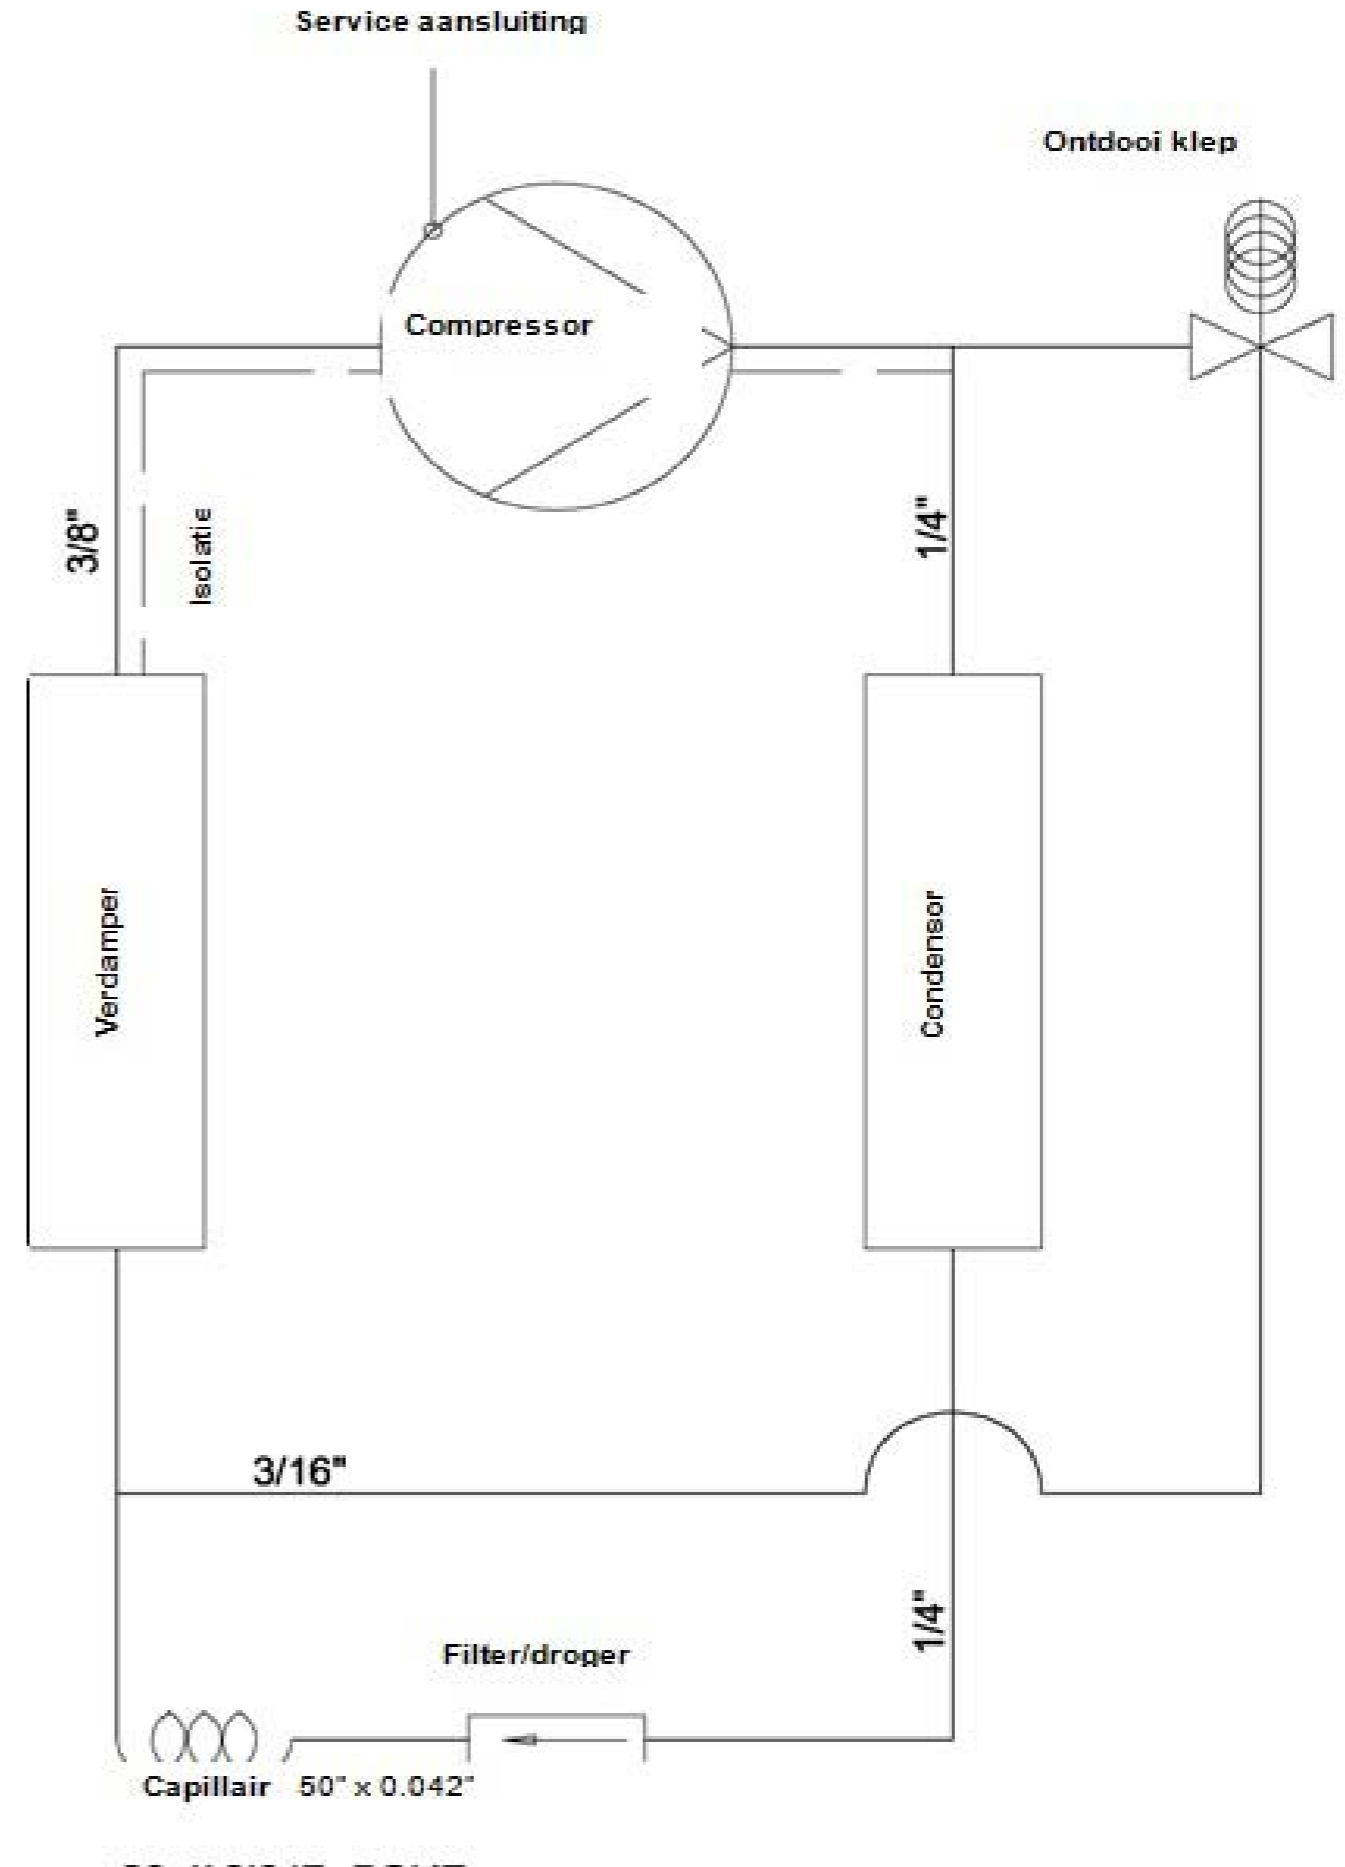 Service aansluiting
Ontdooi klep
Compressor
3/8"
Isolatie
1/4"
Verdamper
Condensor
3/16"
1/4"
Filter/droger
Capillair 50" x 0.042"